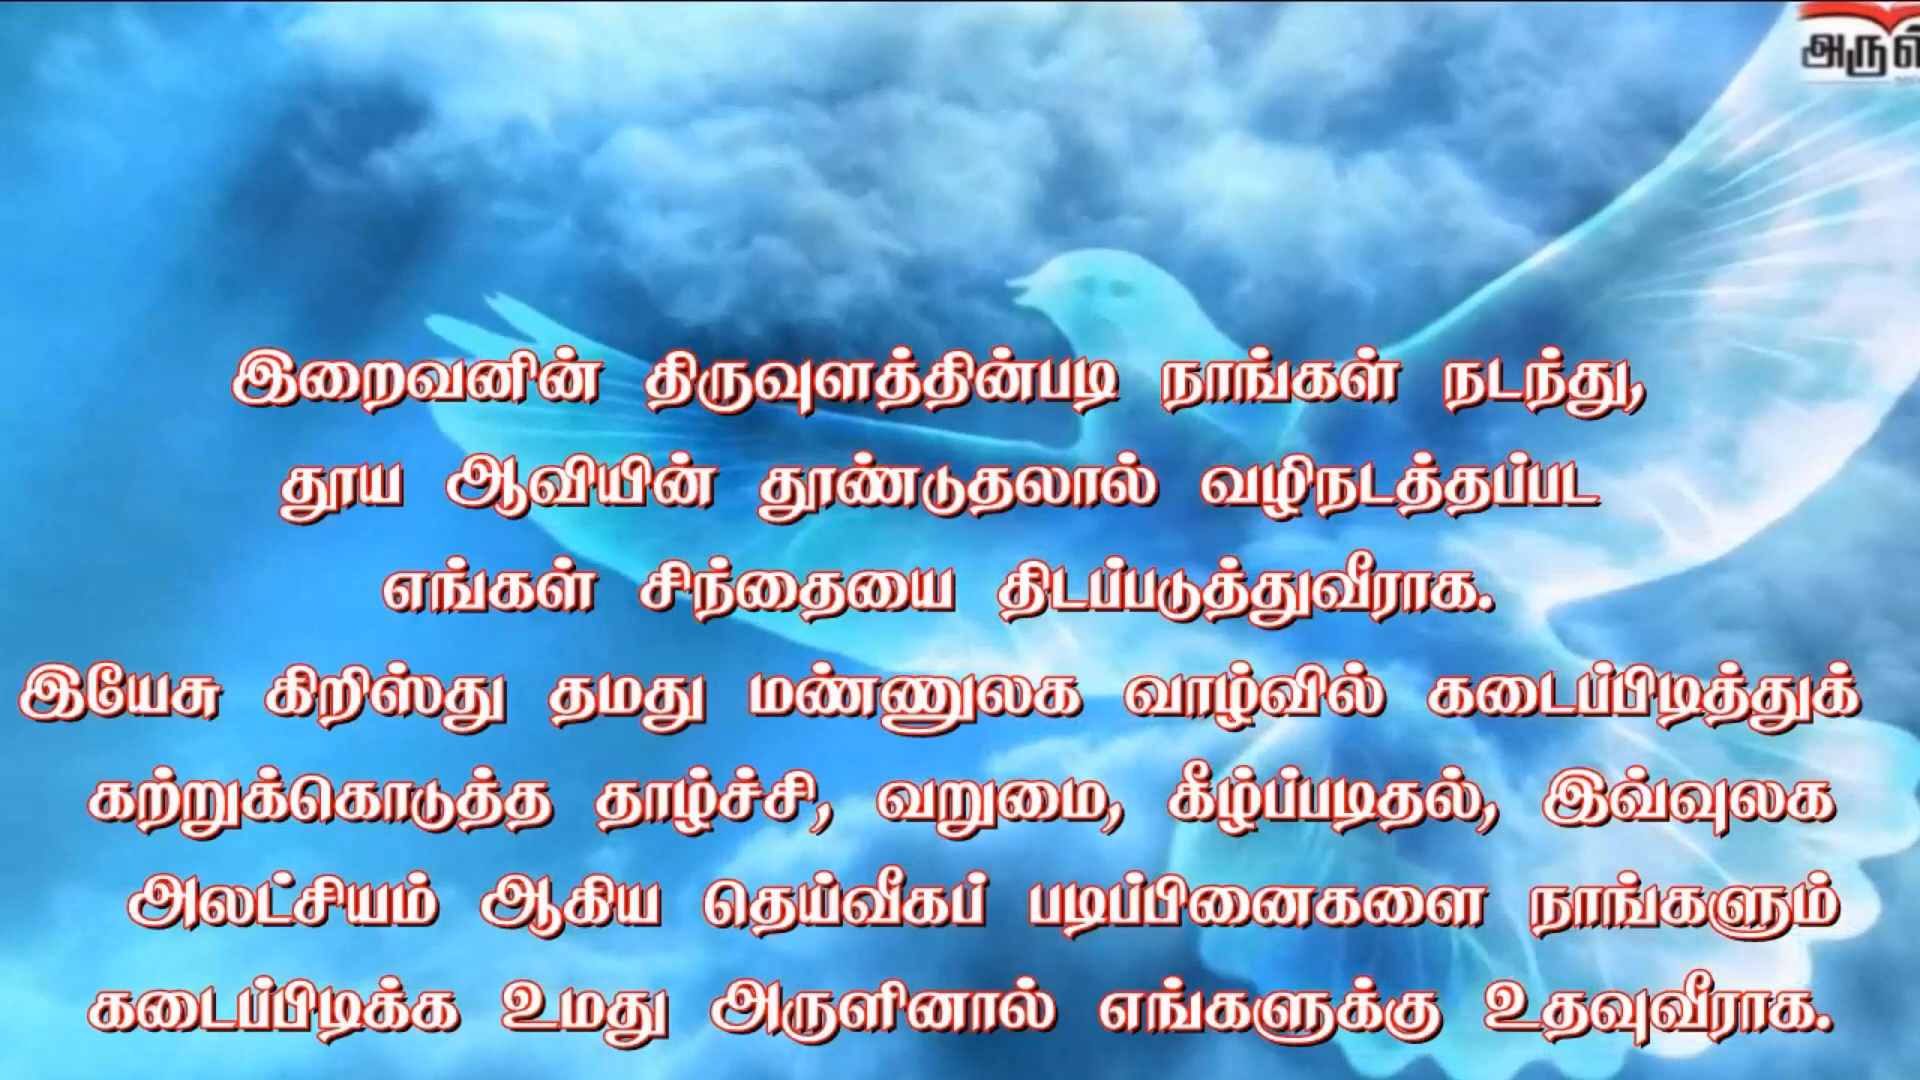 இறைவனின் திருவுளத்தின்படி நாங்கள் நடந்து,
தூய ஆவியின் தூண்டுதலால் வழிநடத்தப்பட
எங்கள் சிந்தையை திடப்படுத்துவீராக.
இயேசு கிறிஸ்து தமது மண்ணுலக வாழ்வில் கடைப்பிடித்துக்
கற்றுக்கொடுத்த தாழ்ச்சி, வறுமை, கீழ்ப்படிதல், இவ்வுலக
அலட்சியம் ஆகிய தெய்வீகப் படிப்பினைகளை நாங்களும்
கடைப்பிடிக்க உமது அருளினால் எங்களுக்கு உதவுவீராக.